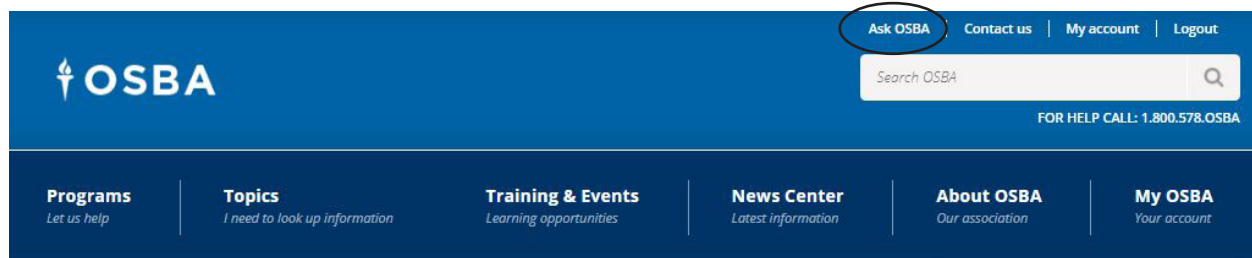 Ask OSBA Contact us My account Logout
OSBA
Search OSBA
FOR HELP CALL: 1.800.578.OSBA
Programs Topics Training & Events News Center About OSBA My OSBA
Let us help I need to look up information Learning opportunities Latest information Our association Your account